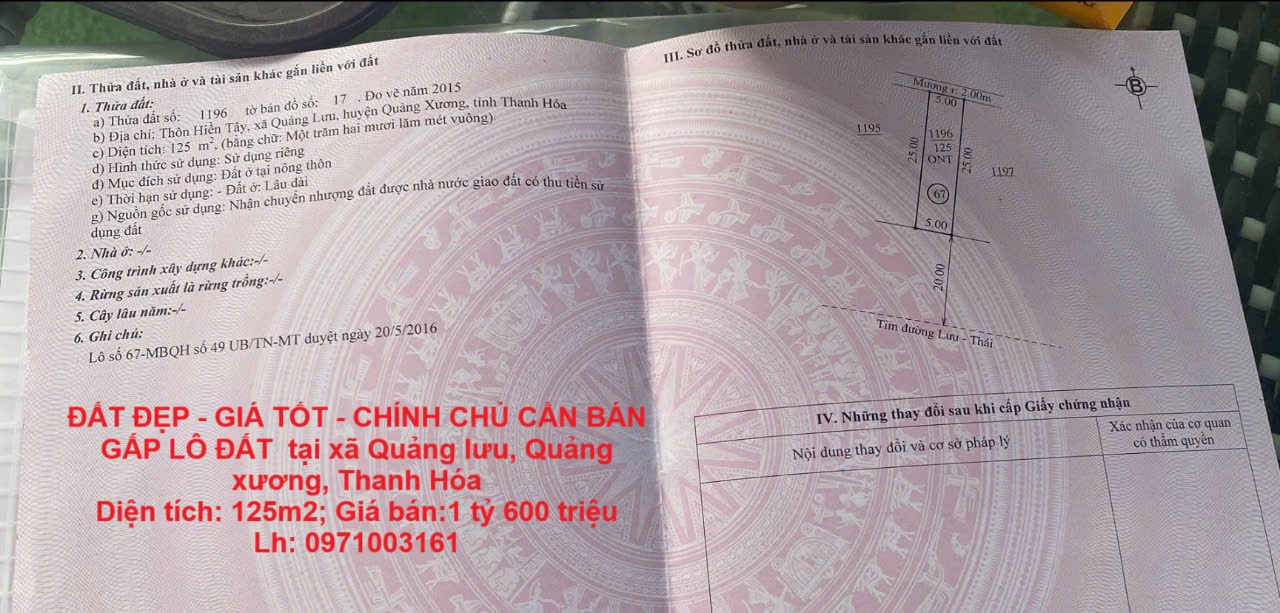 II. Thửa đất, nhà ở và tài sản khác gắn liền với đất
1. Thửa đất:
a) Thửa đất số: 1196 tờ bản đồ số: 17 . Đo vẽ năm 2015
b) Địa chỉ: Thôn Hiền Tây, xã Quảng Lưu, huyện Quảng Xương, tỉnh Thanh Hóa
c) Diện tích: 125 m², (bằng chữ: Một trăm hai mươi lăm mét vuông)
d) Hình thức sử dụng: Sử dụng riêng
đ) Mục đích sử dụng: Đất ở tại nông thôn
e) Thời hạn sử dụng: - Đất ở: Lâu dài
g) Nguồn gốc sử dụng: Nhận chuyển nhượng đất được nhà nước giao đất có thu tiền sử
dụng đất
2. Nhà ở: -/-
3. Công trình xây dựng khác:-/-
4. Rừng sản xuất là rừng trồng:-/-
5. Cây lâu năm:-/-
6. Ghi chú:
Lô số 67-MBQH số 49 UB/TN-MT duyệt ngày 20/5/2016
ĐẤT ĐẸP - GIÁ TỐT - CHÍNH CHỦ CẦN BÁN
GẤP LÔ ĐẤT tại xã Quảng lưu, Quảng
xương, Thanh Hóa
Diện tích: 125m2; Giá bán:1 tỷ 600 triệu
Lh: 0971003161
III. Sơ đồ thửa đất, nhà ở và tài sản khác gắn liền với đất
B
Mương r: 2.00m
5.00
1195
1196
125
ONT
25.00
25.00
1197
67
5.00
20.00
Tim đường Lưu - Thái
IV. Những thay đổi sau khi cấp Giấy chứng nhận
Nội dung thay đổi và cơ sở pháp lý
Xác nhận của cơ quan
có thẩm quyền